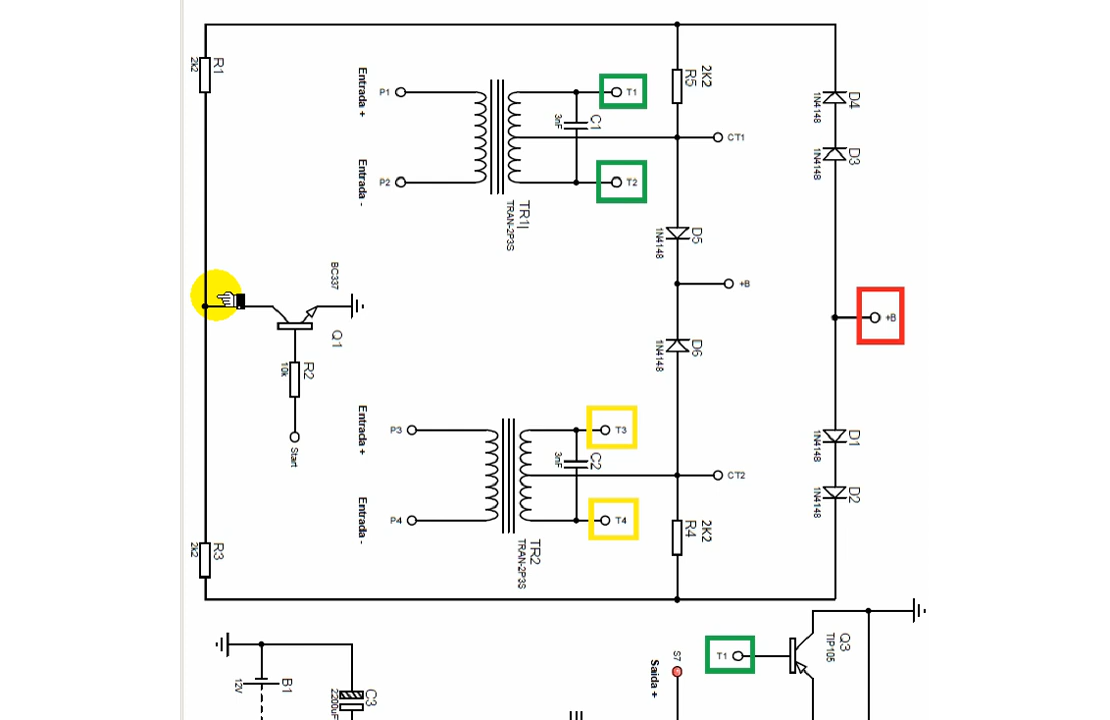 R1
2k2
Entrada +
P1
P2
Entrada -
TR1I
TRAN-2P3S
C1
3nF
T1
T2
2K2
R5
CT1
D4
1N4148
D3
1N4148
D5
1N4148
+B
+B
D6
1N4148
BC337
Q1
R2
10k
Start
Entrada +
P3
P4
Entrada -
TR2
TRAN-2P3S
C2
3nF
T3
T4
CT2
2K2
R4
D1
1N4148
D2
1N4148
R3
2k2
B1
12V
C3
2200uF
S7
Saida +
T1
Q3
TIP105